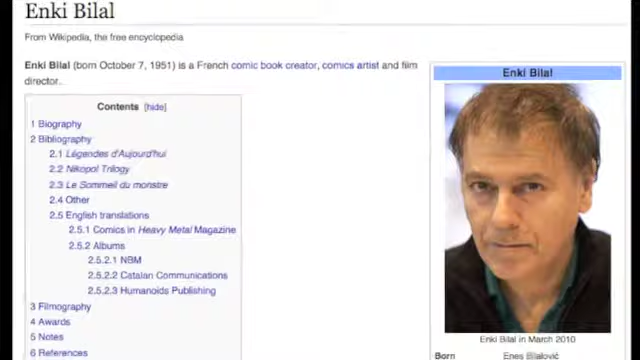 Enki Bilal
From Wikipedia, the free encyclopedia
Enki Bilal (born October 7, 1951) is a French comic book creator, comics artist and film
director.
Contents [hide]
1 Biography
2 Bibliography
2.1 Légendes d'Aujourd'hui
2.2 Nikopol Trilogy
2.3 Le Sommeil du monstre
2.4 Other
2.5 English translations
2.5.1 Comics in Heavy Metal Magazine
2.5.2 Albums
2.5.2.1 NBM
2.5.2.2 Catalan Communications
2.5.2.3 Humanoids Publishing
3 Filmography
4 Awards
5 Notes
6 References
Enki Bilal
Enki Bilal in March 2010
Born Enes Bilalović